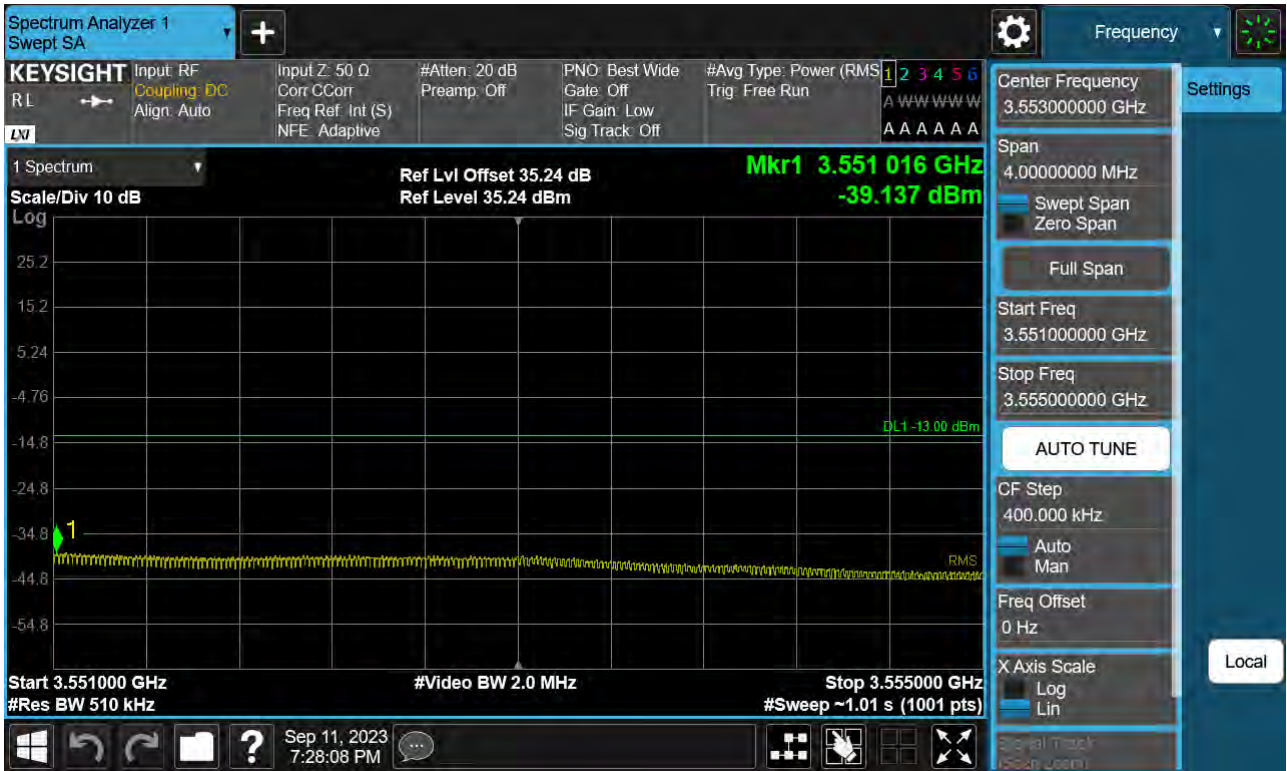 Spectrum Analyzer 1
Swept SA
+
Frequency
KEYSIGHT
RL
LXI
Input: RF
Coupling: DC
Align: Auto
Input Z: 50 Ω
Corr CCorr
Freq Ref: Int (S)
NFE: Adaptive
#Atten: 20 dB
Preamp: Off
PNO: Best Wide
Gate: Off
IF Gain: Low
Sig Track: Off
#Avg Type: Power (RMS
Trig: Free Run
1 2 3 4 5 6
A W W W W W
A A A A A A
1 Spectrum
Scale/Div 10 dB
Log
Ref Lvl Offset 35.24 dB
Ref Level 35.24 dBm
Mkr1 3.551 016 GHz
-39.137 dBm
25.2
15.2
5.24
-4.76
-14.8
-24.8
-34.8
-44.8
-54.8
DL1 -13.00 dBm
1
RMS
Start 3.551000 GHz
#Res BW 510 kHz
#Video BW 2.0 MHz
Stop 3.555000 GHz
#Sweep ~1.01 s (1001 pts)
Center Frequency
3.553000000 GHz
Span
4.00000000 MHz
Swept Span
Zero Span
Full Span
Start Freq
3.551000000 GHz
Stop Freq
3.555000000 GHz
AUTO TUNE
CF Step
400.000 kHz
Auto
Man
Freq Offset
0 Hz
X Axis Scale
Log
Lin
Signal Track
(Span Zoom)
Settings
Local
?
Sep 11, 2023
7:28:08 PM